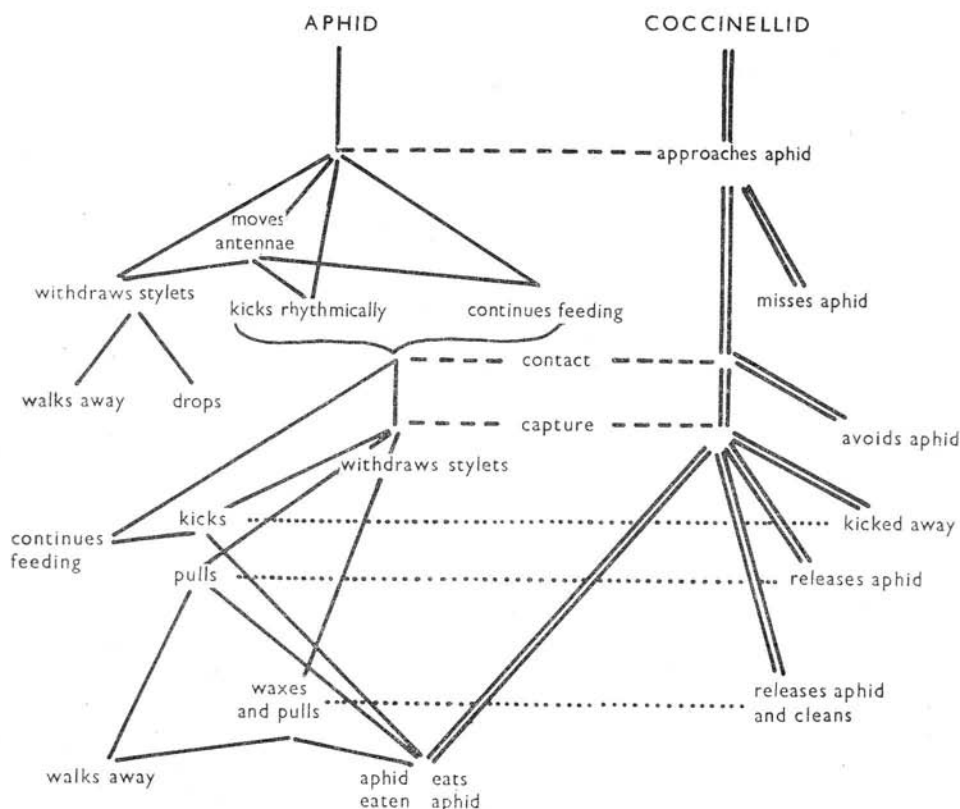 APHID
COCCINELLID
approaches aphid
moves
antennae
withdraws stylets
kicks rhythmically
continues feeding
misses aphid
walks away
drops
contact
avoids aphid
capture
withdraws stylets
continues
feeding
kicks
kicked away
pulls
releases aphid
waxes
and pulls
releases aphid
and cleans
walks away
aphid
eaten
eats
aphid